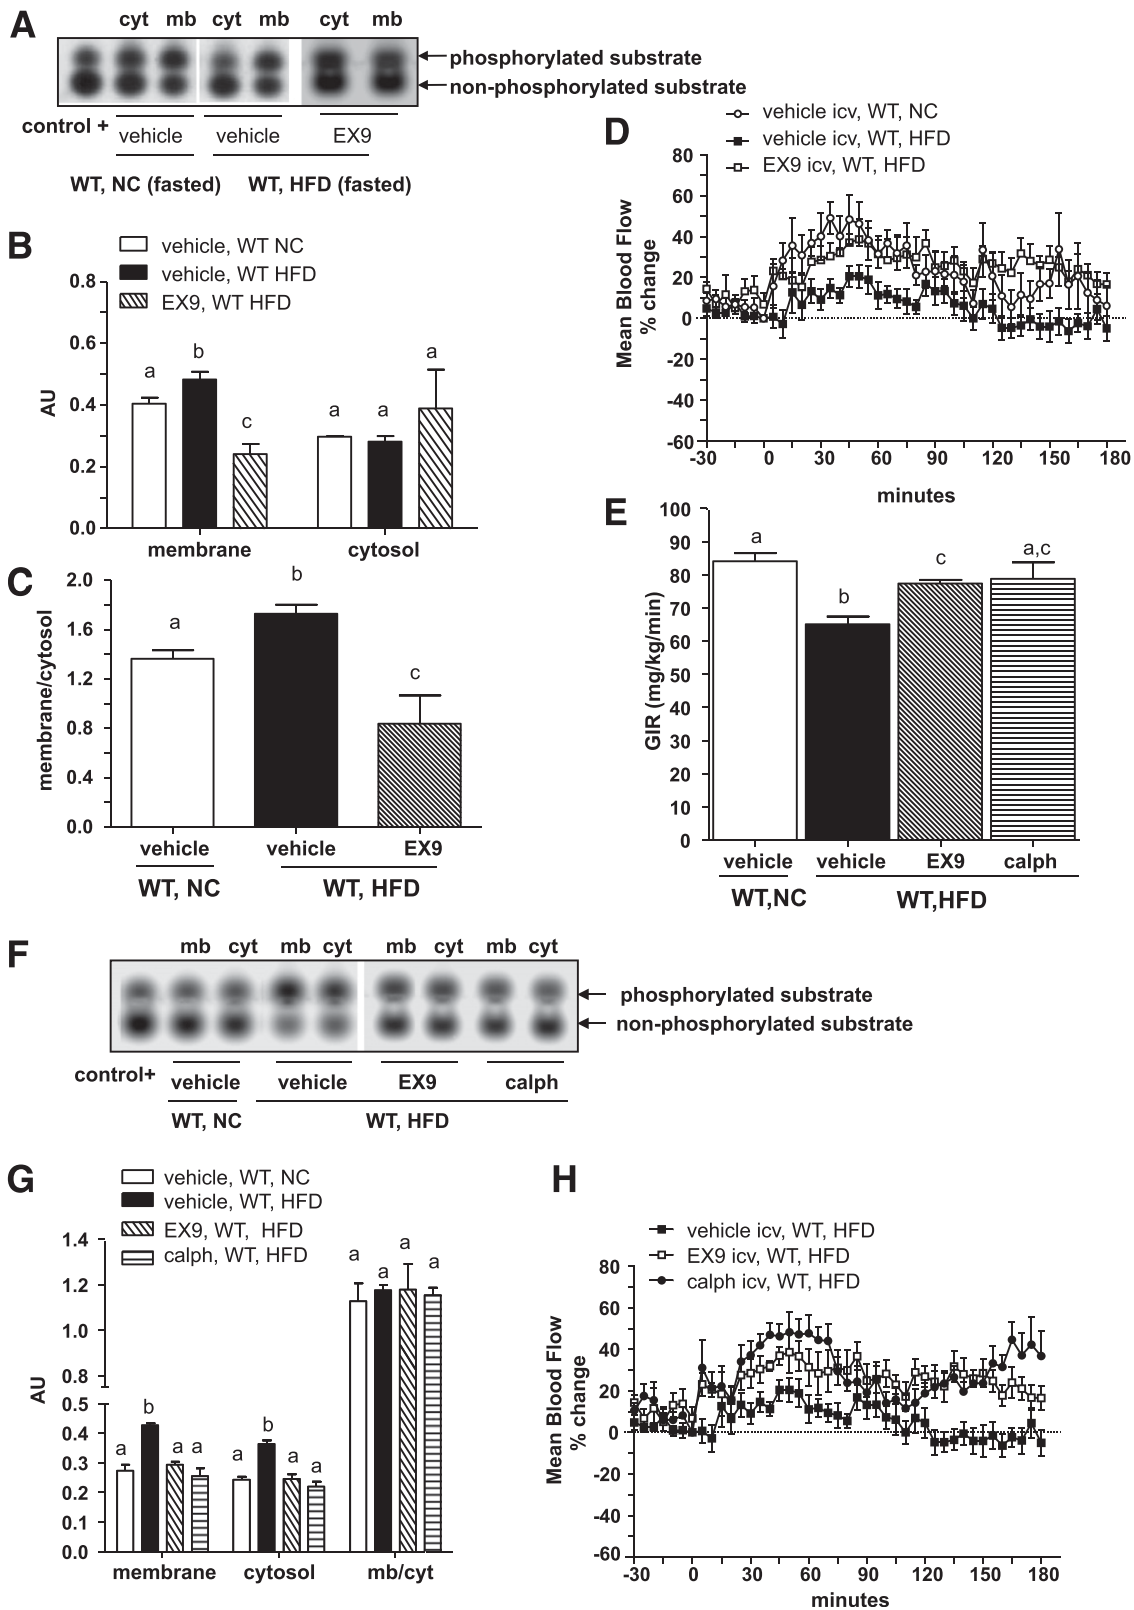 A
cyt mb cyt mb cyt mb
phosphorylated substrate
non-phosphorylated substrate
control + vehicle vehicle EX9
WT, NC (fasted) WT, HFD (fasted)
B
vehicle, WT NC
vehicle, WT HFD
EX9, WT HFD
0.8
0.6
0.4
0.2
0.0
AU
a b c a a a
membrane cytosol
C
2.0
1.6
1.2
0.8
0.4
0.0
membrane/cytosol
a b c
vehicle vehicle EX9
WT, NC WT, HFD
D
vehicle icv, WT, NC
vehicle icv, WT, HFD
EX9 icv, WT, HFD
80
60
40
20
0
-20
-40
-60
Mean Blood Flow
% change
-30 0 30 60 90 120 150 180
minutes
E
100
90
80
70
60
50
40
30
20
10
0
GIR (mg/kg/min)
a b c a,c
vehicle vehicle EX9 calph
WT,NC WT,HFD
F
mb cyt mb cyt mb cyt mb cyt
phosphorylated substrate
non-phosphorylated substrate
control+ vehicle vehicle EX9 calph
WT, NC WT, HFD
G
vehicle, WT, NC
vehicle, WT, HFD
EX9, WT, HFD
calph, WT, HFD
1.4
1.2
1.0
0.8
0.5
0.4
0.3
0.2
0.1
0.0
AU
a b a a a b a a a a a a
membrane cytosol mb/cyt
H
vehicle icv, WT, HFD
EX9 icv, WT, HFD
calph icv, WT, HFD
80
60
40
20
0
-20
-40
-60
Mean Blood Flow
% change
-30 0 30 60 90 120 150 180
minutes